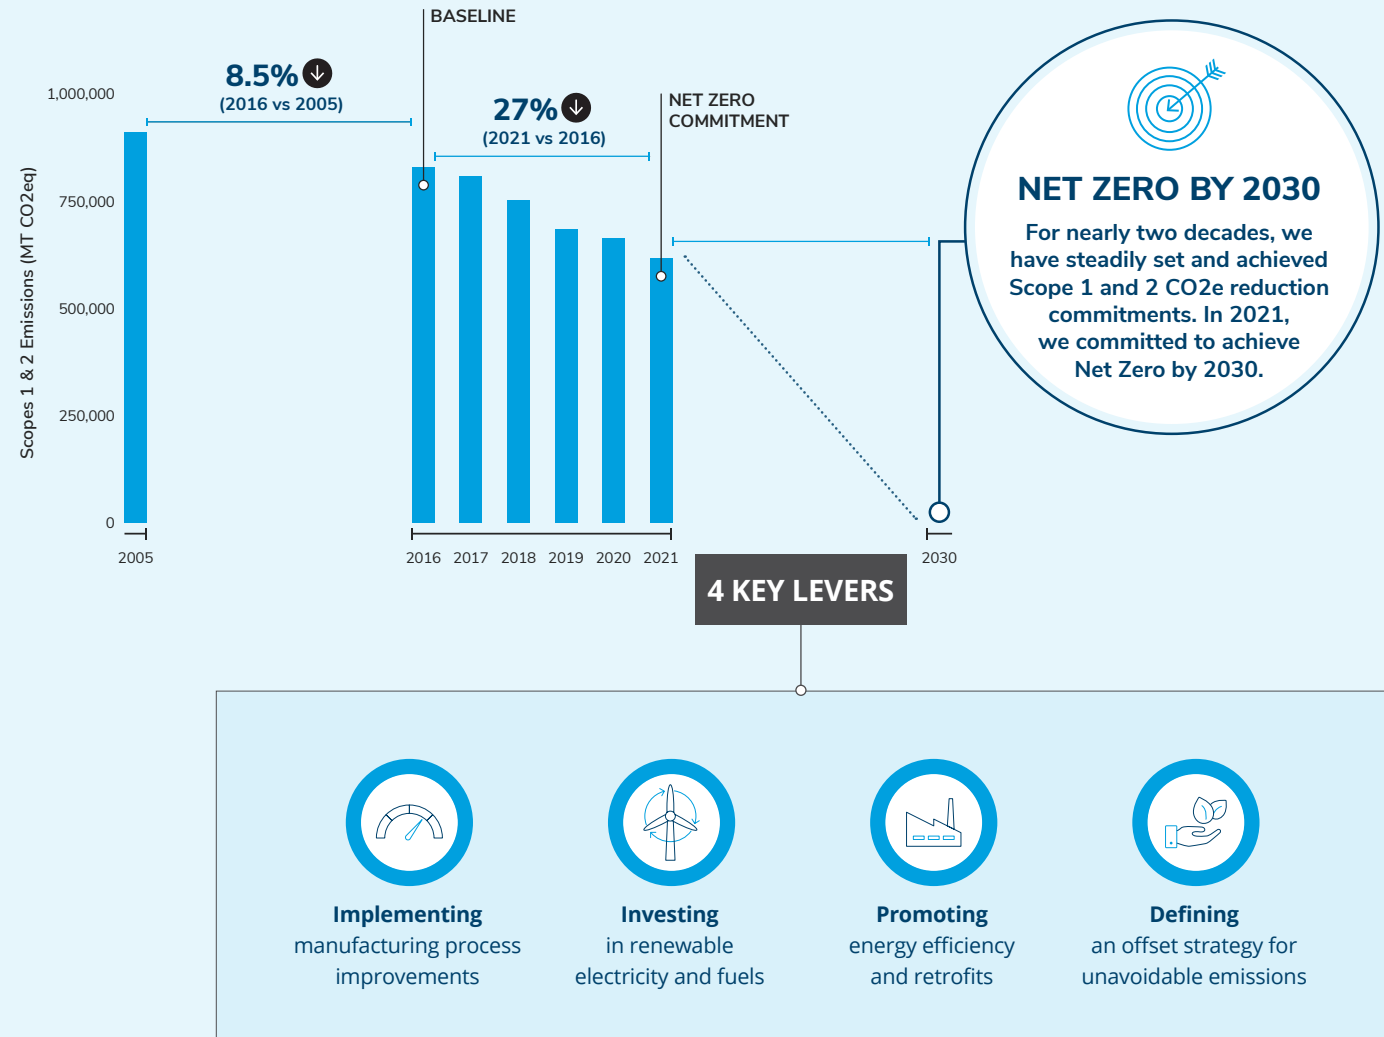 BASELINE
8.5%
(2016 vs 2005)
27%
(2021 vs 2016)
NET ZERO
COMMITMENT
Scopes 1 & 2 Emissions (MT CO2eq)
1,000,000
750,000
500,000
250,000
0
2005
2016 2017 2018 2019 2020 2021
2030
NET ZERO BY 2030
For nearly two decades, we
have steadily set and achieved
Scope 1 and 2 CO2e reduction
commitments. In 2021,
we committed to achieve
Net Zero by 2030.
4 KEY LEVERS
Implementing
manufacturing process
improvements
Investing
in renewable
electricity and fuels
Promoting
energy efficiency
and retrofits
Defining
an offset strategy for
unavoidable emissions